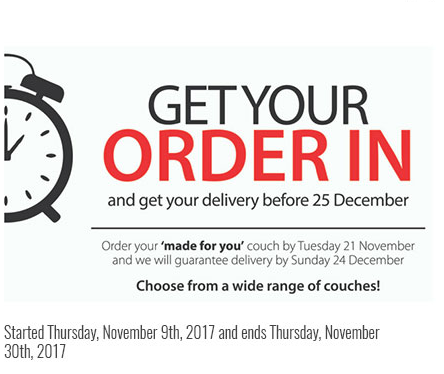 GET YOUR
ORDER IN
and get your delivery before 25 December
Order your 'made for you' couch by Tuesday 21 November
and we will guarantee delivery by Sunday 24 December
Choose from a wide range of couches!
Started Thursday, November 9th, 2017 and ends Thursday, November
30th, 2017